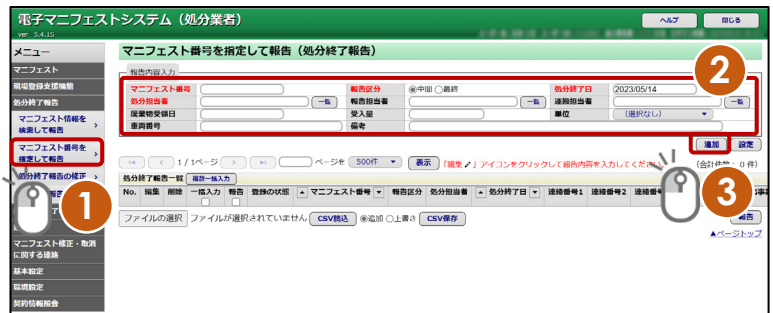 電子マニフェストシステム（処分業者）
ver 5.4.15
ヘルプ 閉じる
メニュー
マニフェスト
現場登録支援機能
処分終了報告
マニフェスト情報を
検索して報告
マニフェスト番号を
指定して報告
処分終了報告の修正
マニフェスト修正・取消
に関する連絡
基本設定
環境設定
契約情報照会
マニフェスト番号を指定して報告（処分終了報告）
報告内容入力
マニフェスト番号 報告区分 ◉中間 ○最終 処分終了日 2023/05/14
処分担当者 一覧 報告担当者 一覧 運搬担当者 一覧
廃棄物受領日 受入量 単位 （選択なし）
車両番号 備考
追加 設定
1 / 1ページ ページを 500件 表示 「編集」アイコンをクリックして報告内容を入力してください。 （合計件数： 0 件）
処分終了報告一覧 複数一括入力
No. 編集 削除 一括入力 報告 登録の状態 マニフェスト番号 報告区分 処分担当者 処分終了日 連絡番号1 連絡番号2
ファイルの選択 ファイルが選択されていません CSV読込 ◉追加 ○上書き CSV保存
報告
▲ページトップ
1
2
3